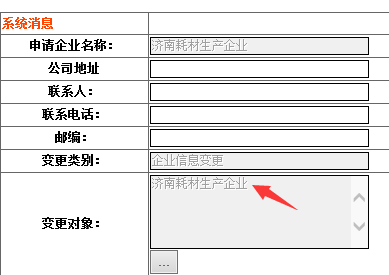 系统消息
申请企业名称： 济南耗材生产企业
公司地址
联系人：
联系电话：
邮编：
变更类别： 企业信息变更
变更对象： 济南耗材生产企业
...